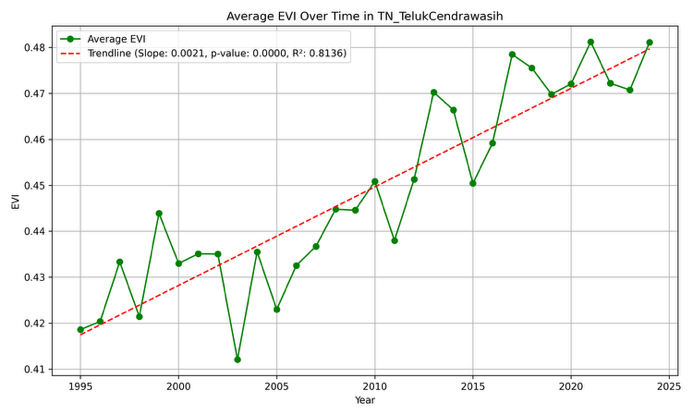 Average EVI Over Time in TN_TelukCendrawasih
Average EVI
Trendline (Slope: 0.0021, p-value: 0.0000, R²: 0.8136)
0.48
0.47
0.46
0.45
0.44
0.43
0.42
0.41
EVI
1995 2000 2005 2010 2015 2020 2025
Year